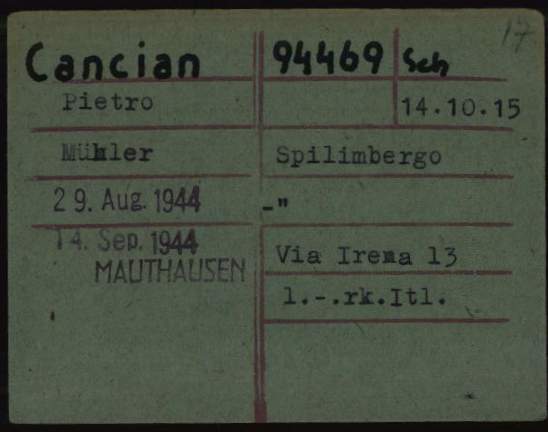 17
Cancian 94469 Sch
Pietro 14.10.15
Mühler Spilimbergo
29. Aug. 1944 -"
14. Sep. 1944
MAUTHAUSEN Via Irema 13
l.-.rk.Itl.